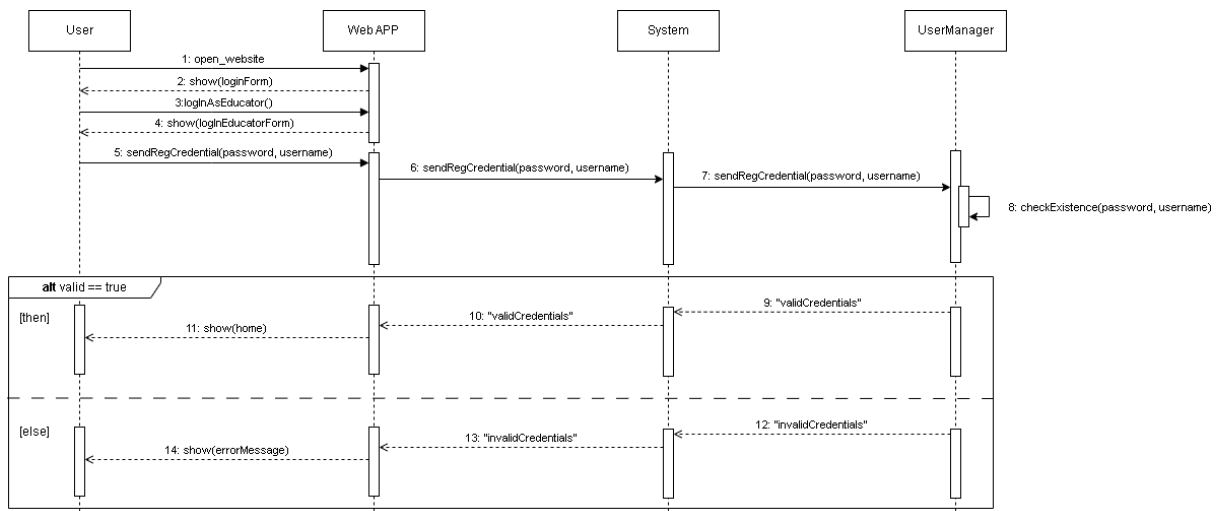 User
Web APP
System
UserManager
1: open_website
2: show(loginForm)
3:logInAsEducator()
4: show(logInEducatorForm)
5: sendRegCredential(password, username)
6: sendRegCredential(password, username)
7: sendRegCredential(password, username)
8: checkExistence(password, username)
alt valid == true
[then]
9: "validCredentials"
10: "validCredentials"
11: show(home)
[else]
12: "invalidCredentials"
13: "invalidCredentials"
14: show(errorMessage)